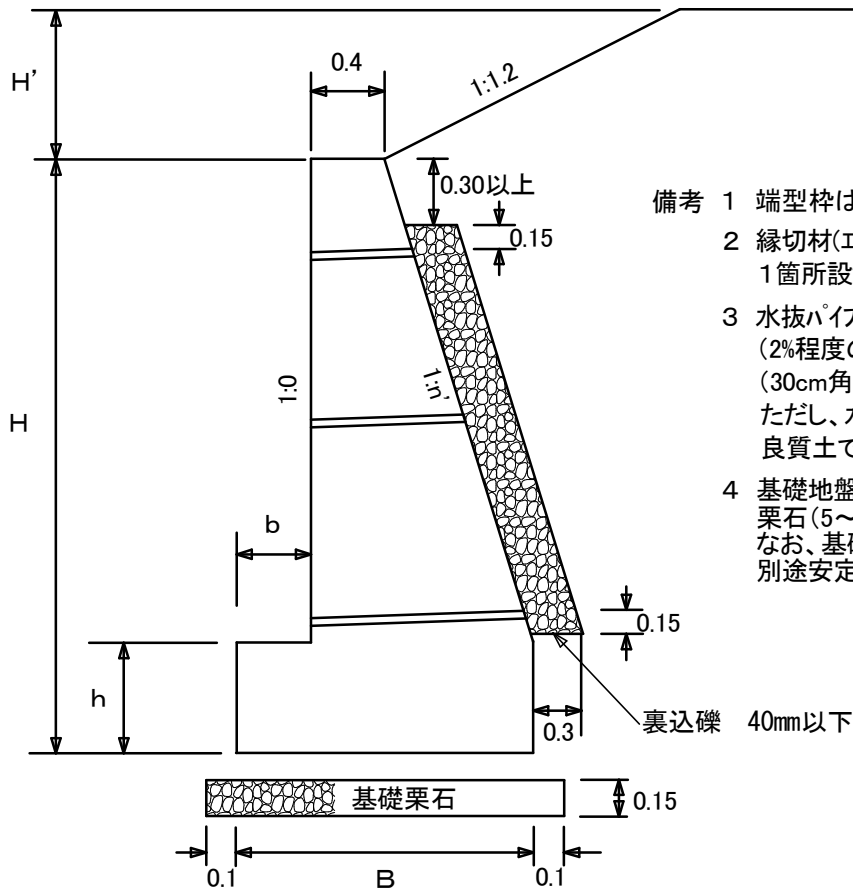 H'
0.4
1:1.2
0.30以上
0.15
1:0
1:n'
H
b
h
0.15
0.3
裏込礫 40mm以下
基礎栗石
0.15
0.1
B
0.1
備考 1 端型枠は
2 縁切材(エ
1箇所設
3 水抜パイプ
(2%程度の
(30cm角
ただし、水
良質土で
4 基礎地盤
栗石(5~
なお、基礎
別途安定